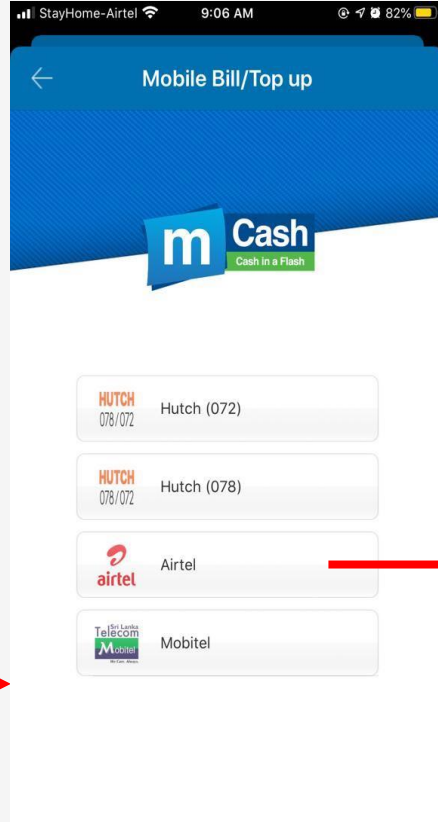 StayHome-Airtel 9:06 AM 82%
Mobile Bill/Top up
m Cash
Cash in a Flash
HUTCH
078/072
Hutch (072)
HUTCH
078/072
Hutch (078)
airtel
Airtel
Sri Lanka
Telecom
Mobitel
Mobitel